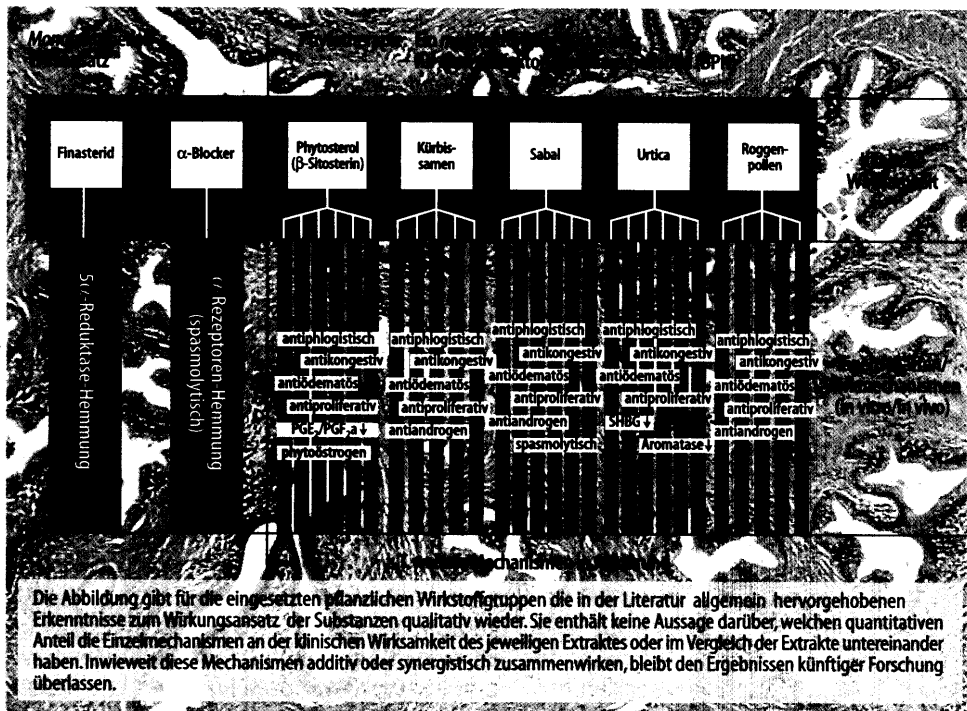 Finasterid
α-Blocker
Phytosterol
(β-Sitosterin)
Kürbis-
samen
Sabal
Urtica
Roggen-
pollen
5α-Reduktase-Hemmung
α-Rezeptoren-Hemmung
(spasmolytisch)
antiphlogistisch
antikongestiv
antiödematös
antiproliferativ
PGE₂/PGF₂a ↓
phytoöstrogen
antiphlogistisch
antikongestiv
antiödematös
antiproliferativ
antiandrogen
antiphlogistisch
antikongestiv
antiödematös
antiproliferativ
antiandrogen
spasmolytisch
antiphlogistisch
antikongestiv
antiödematös
antiproliferativ
SHBG ↓
Aromatase ↓
antiphlogistisch
antikongestiv
antiödematös
antiproliferativ
antiandrogen
(in vitro/in vivo)
Die Abbildung gibt für die eingesetzten pflanzlichen Wirkstoffgruppen die in der Literatur allgemein hervorgehobenen
Erkenntnisse zum Wirkungsansatz der Substanzen qualitativ wieder. Sie enthält keine Aussage darüber, welchen quantitativen
Anteil die Einzelmechanismen an der klinischen Wirksamkeit des jeweiligen Extraktes oder im Vergleich der Extrakte untereinander
haben. Inwieweit diese Mechanismen additiv oder synergistisch zusammenwirken, bleibt den Ergebnissen künftiger Forschung
überlassen.